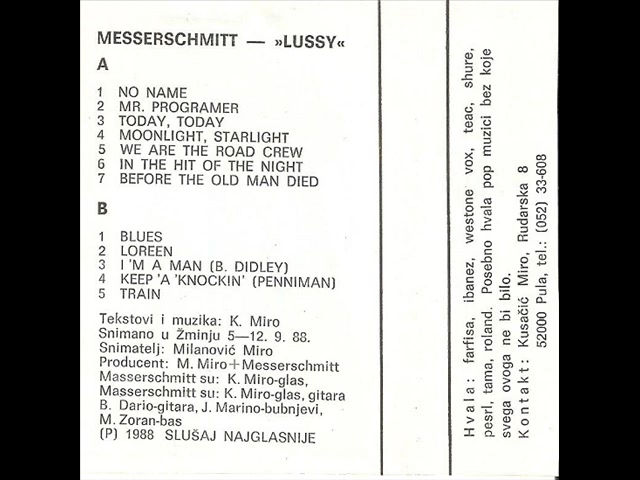 MESSERSCHMITT — »LUSSY«
A
1 NO NAME
2 MR. PROGRAMER
3 TODAY, TODAY
4 MOONLIGHT, STARLIGHT
5 WE ARE THE ROAD CREW
6 IN THE HIT OF THE NIGHT
7 BEFORE THE OLD MAN DIED
B
1 BLUES
2 LOREEN
3 I 'M A MAN (B. DIDLEY)
4 KEEP 'A 'KNOCKIN' (PENNIMAN)
5 TRAIN
Tekstovi i muzika: K. Miro
Snimano u Žminju 5—12. 9. 88.
Snimatelj: Milanović Miro
Producent: M. Miro+Messerschmitt
Masserschmitt su: K. Miro-glas,
Masserschmitt su: K. Miro-glas, gitara
B. Dario-gitara, J. Marino-bubnjevi,
M. Zoran-bas
(P) 1988 SLUŠAJ NAJGLASNIJE
Hvala: farfisa, ibanez, westone vox, teac, shure,
pesrl, tama, roland. Posebno hvala pop muzici bez koje
svega ovoga ne bi bilo.
Kontakt: Kusačić Miro, Rudarska 8
52000 Pula, tel.: (052) 33-608